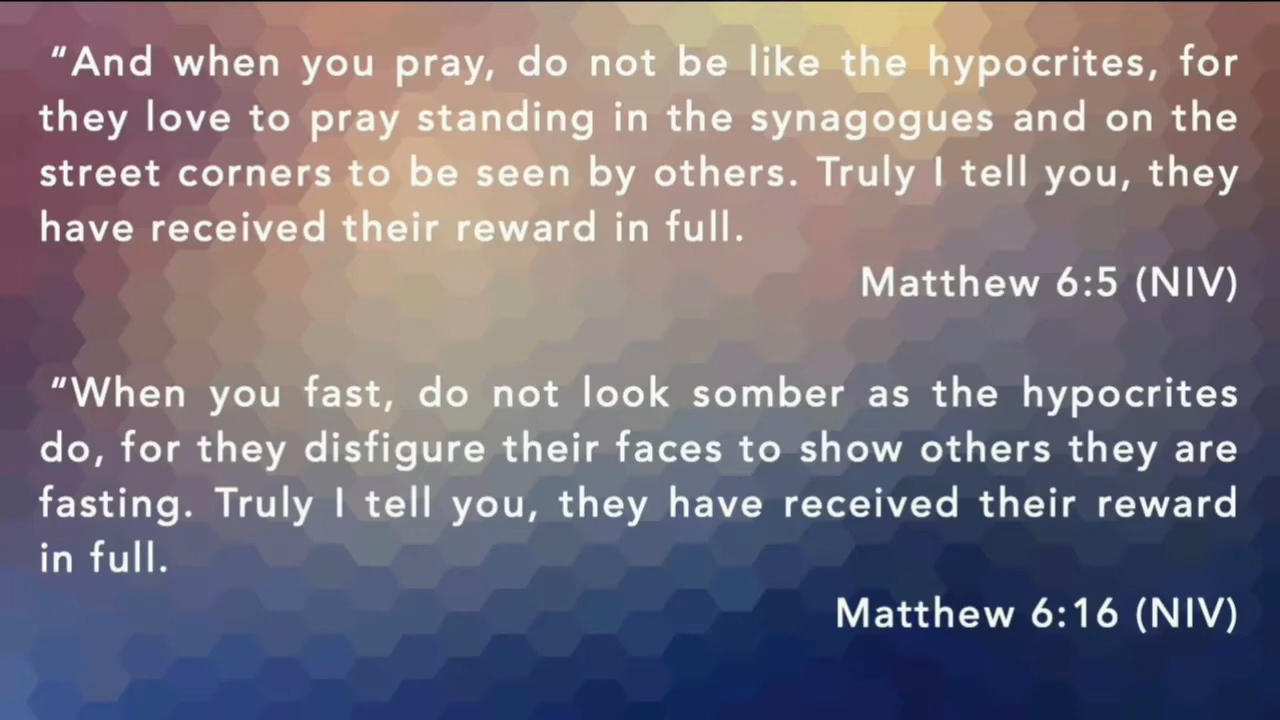 “And when you pray, do not be like the hypocrites, for
they love to pray standing in the synagogues and on the
street corners to be seen by others. Truly I tell you, they
have received their reward in full.
Matthew 6:5 (NIV)
“When you fast, do not look somber as the hypocrites
do, for they disfigure their faces to show others they are
fasting. Truly I tell you, they have received their reward
in full.
Matthew 6:16 (NIV)